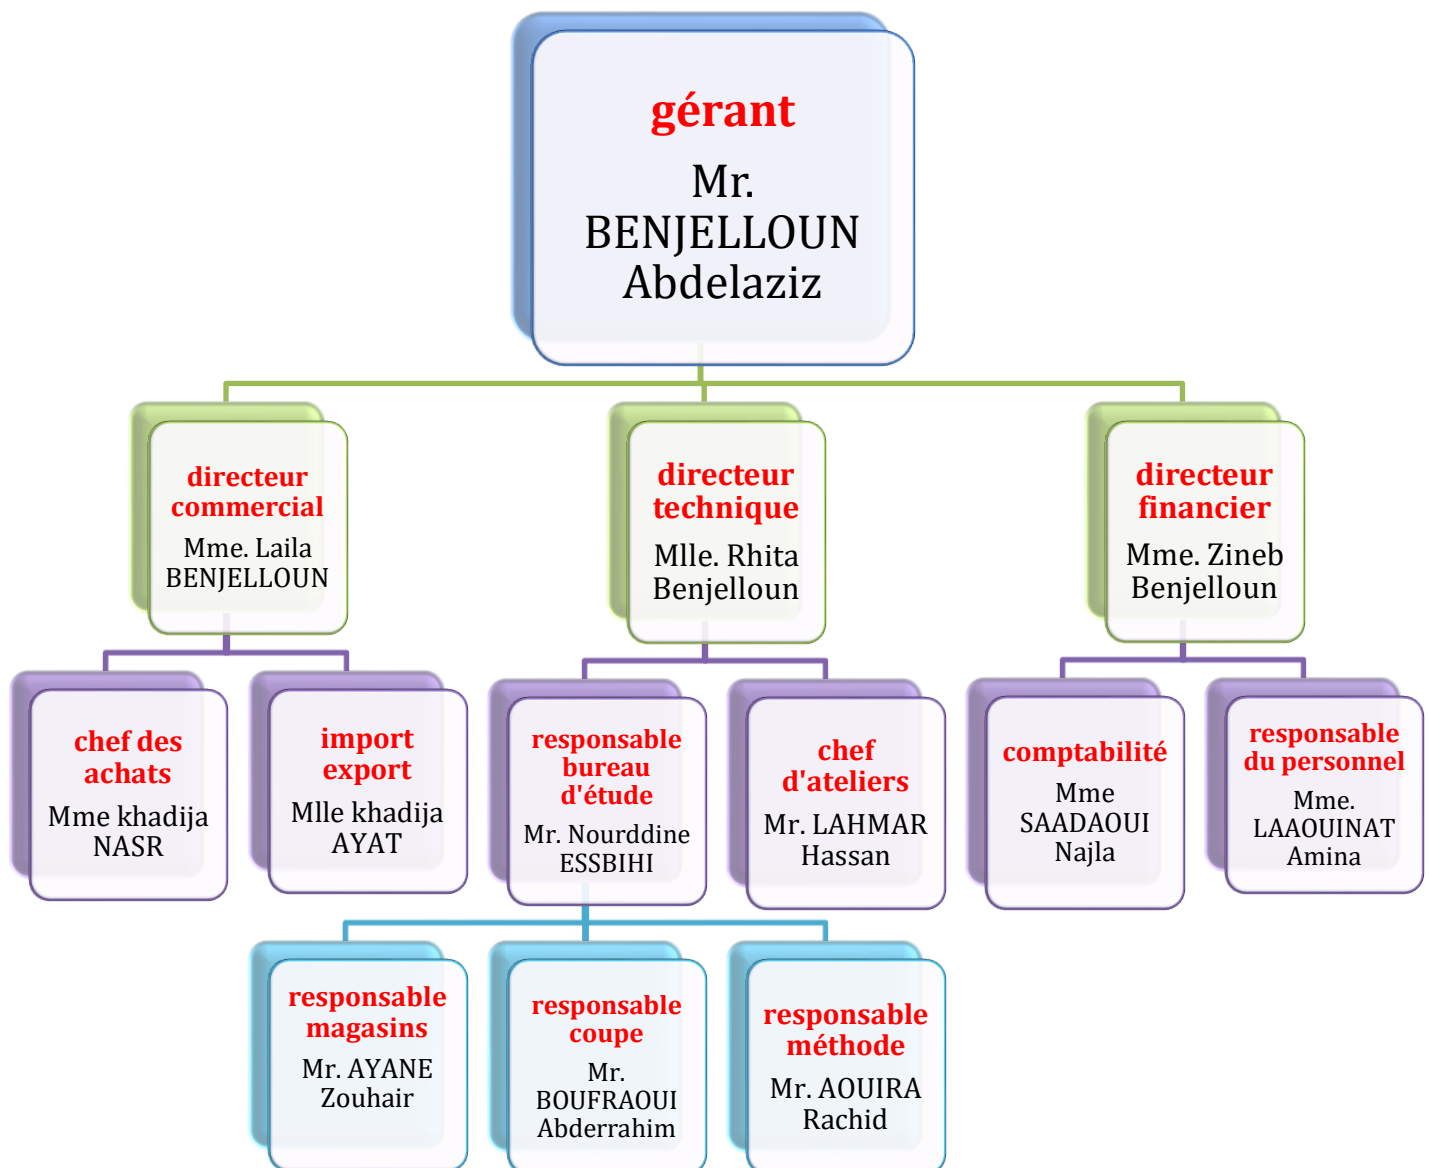 gérant
Mr.
BENJELLOUN
Abdelaziz
directeur
commercial
Mme. Laila
BENJELLOUN
directeur
technique
Mlle. Rhita
Benjelloun
directeur
financier
Mme. Zineb
Benjelloun
chef des
achats
Mme khadija
NASR
import
export
Mlle khadija
AYAT
responsable
bureau
d'étude
Mr. Nourddine
ESSBIHI
chef
d'ateliers
Mr. LAHMAR
Hassan
comptabilité
Mme
SAADAOUI
Najla
responsable
du personnel
Mme.
LAAOUINAT
Amina
responsable
magasins
Mr. AYANE
Zouhair
responsable
coupe
Mr.
BOUFRAOUI
Abderrahim
responsable
méthode
Mr. AOUIRA
Rachid